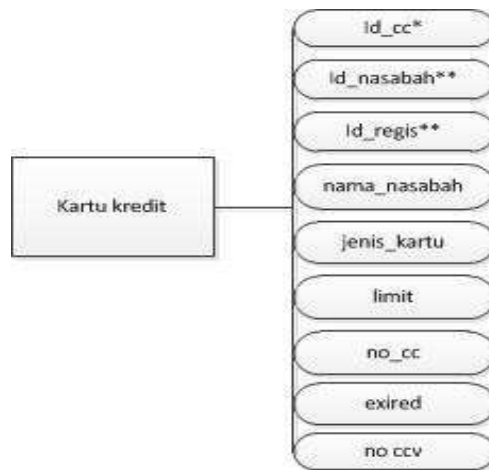 Id_cc*
Id_nasabah**
Id_regis**
Kartu kredit
nama_nasabah
jenis_kartu
limit
no_cc
exired
no ccv